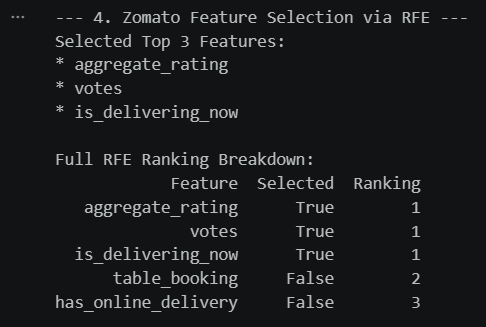 --- 4. Zomato Feature Selection via RFE ---
Selected Top 3 Features:
* aggregate_rating
* votes
* is_delivering_now

Full RFE Ranking Breakdown:
Feature Selected Ranking
aggregate_rating True 1
votes True 1
is_delivering_now True 1
table_booking False 2
has_online_delivery False 3